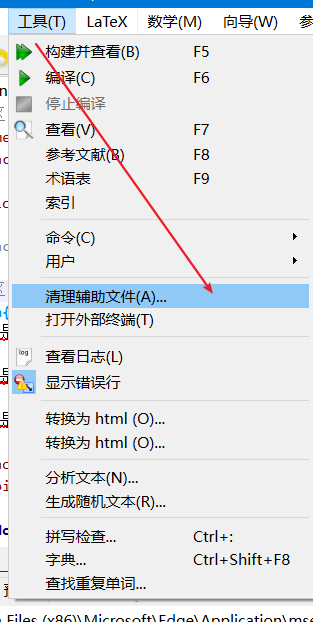 工具(T) LaTeX 数学(M) 向导(W)
构建并查看(B) F5
编译(C) F6
停止编译
查看(V) F7
参考文献(B) F8
术语表 F9
索引
命令(C)
用户
清理辅助文件(A)...
打开外部终端(T)
log 查看日志(L)
显示错误行
转换为 html (O)...
转换为 html (O)...
分析文本(N)...
生成随机文本(R)...
拼写检查... Ctrl+:
字典... Ctrl+Shift+F8
查找重复单词...
Files (x86)\\Microsoft\Edge\Application\mse